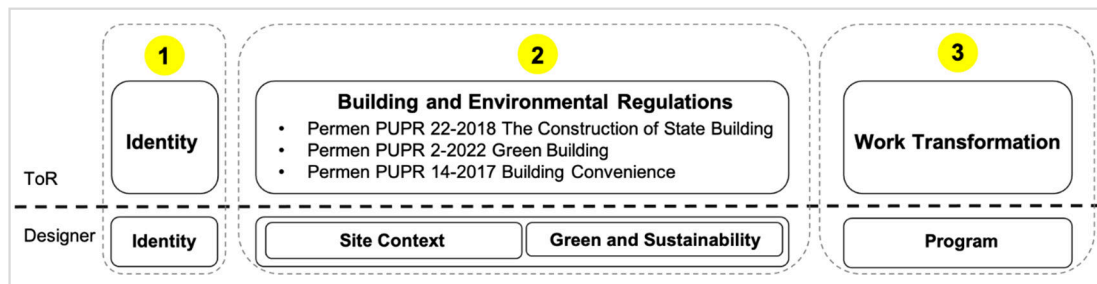 1
2
3
Identity
Building and Environmental Regulations
• Permen PUPR 22-2018 The Construction of State Building
• Permen PUPR 2-2022 Green Building
• Permen PUPR 14-2017 Building Convenience
Work Transformation
ToR
Designer
Identity
Site Context
Green and Sustainability
Program